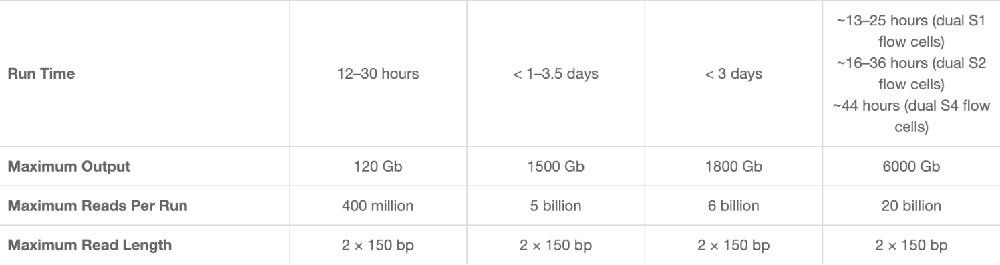 Run Time
12–30 hours
< 1–3.5 days
< 3 days
~13–25 hours (dual S1
flow cells)
~16–36 hours (dual S2
flow cells)
~44 hours (dual S4 flow
cells)
Maximum Output
120 Gb
1500 Gb
1800 Gb
6000 Gb
Maximum Reads Per Run
400 million
5 billion
6 billion
20 billion
Maximum Read Length
2 × 150 bp
2 × 150 bp
2 × 150 bp
2 × 150 bp